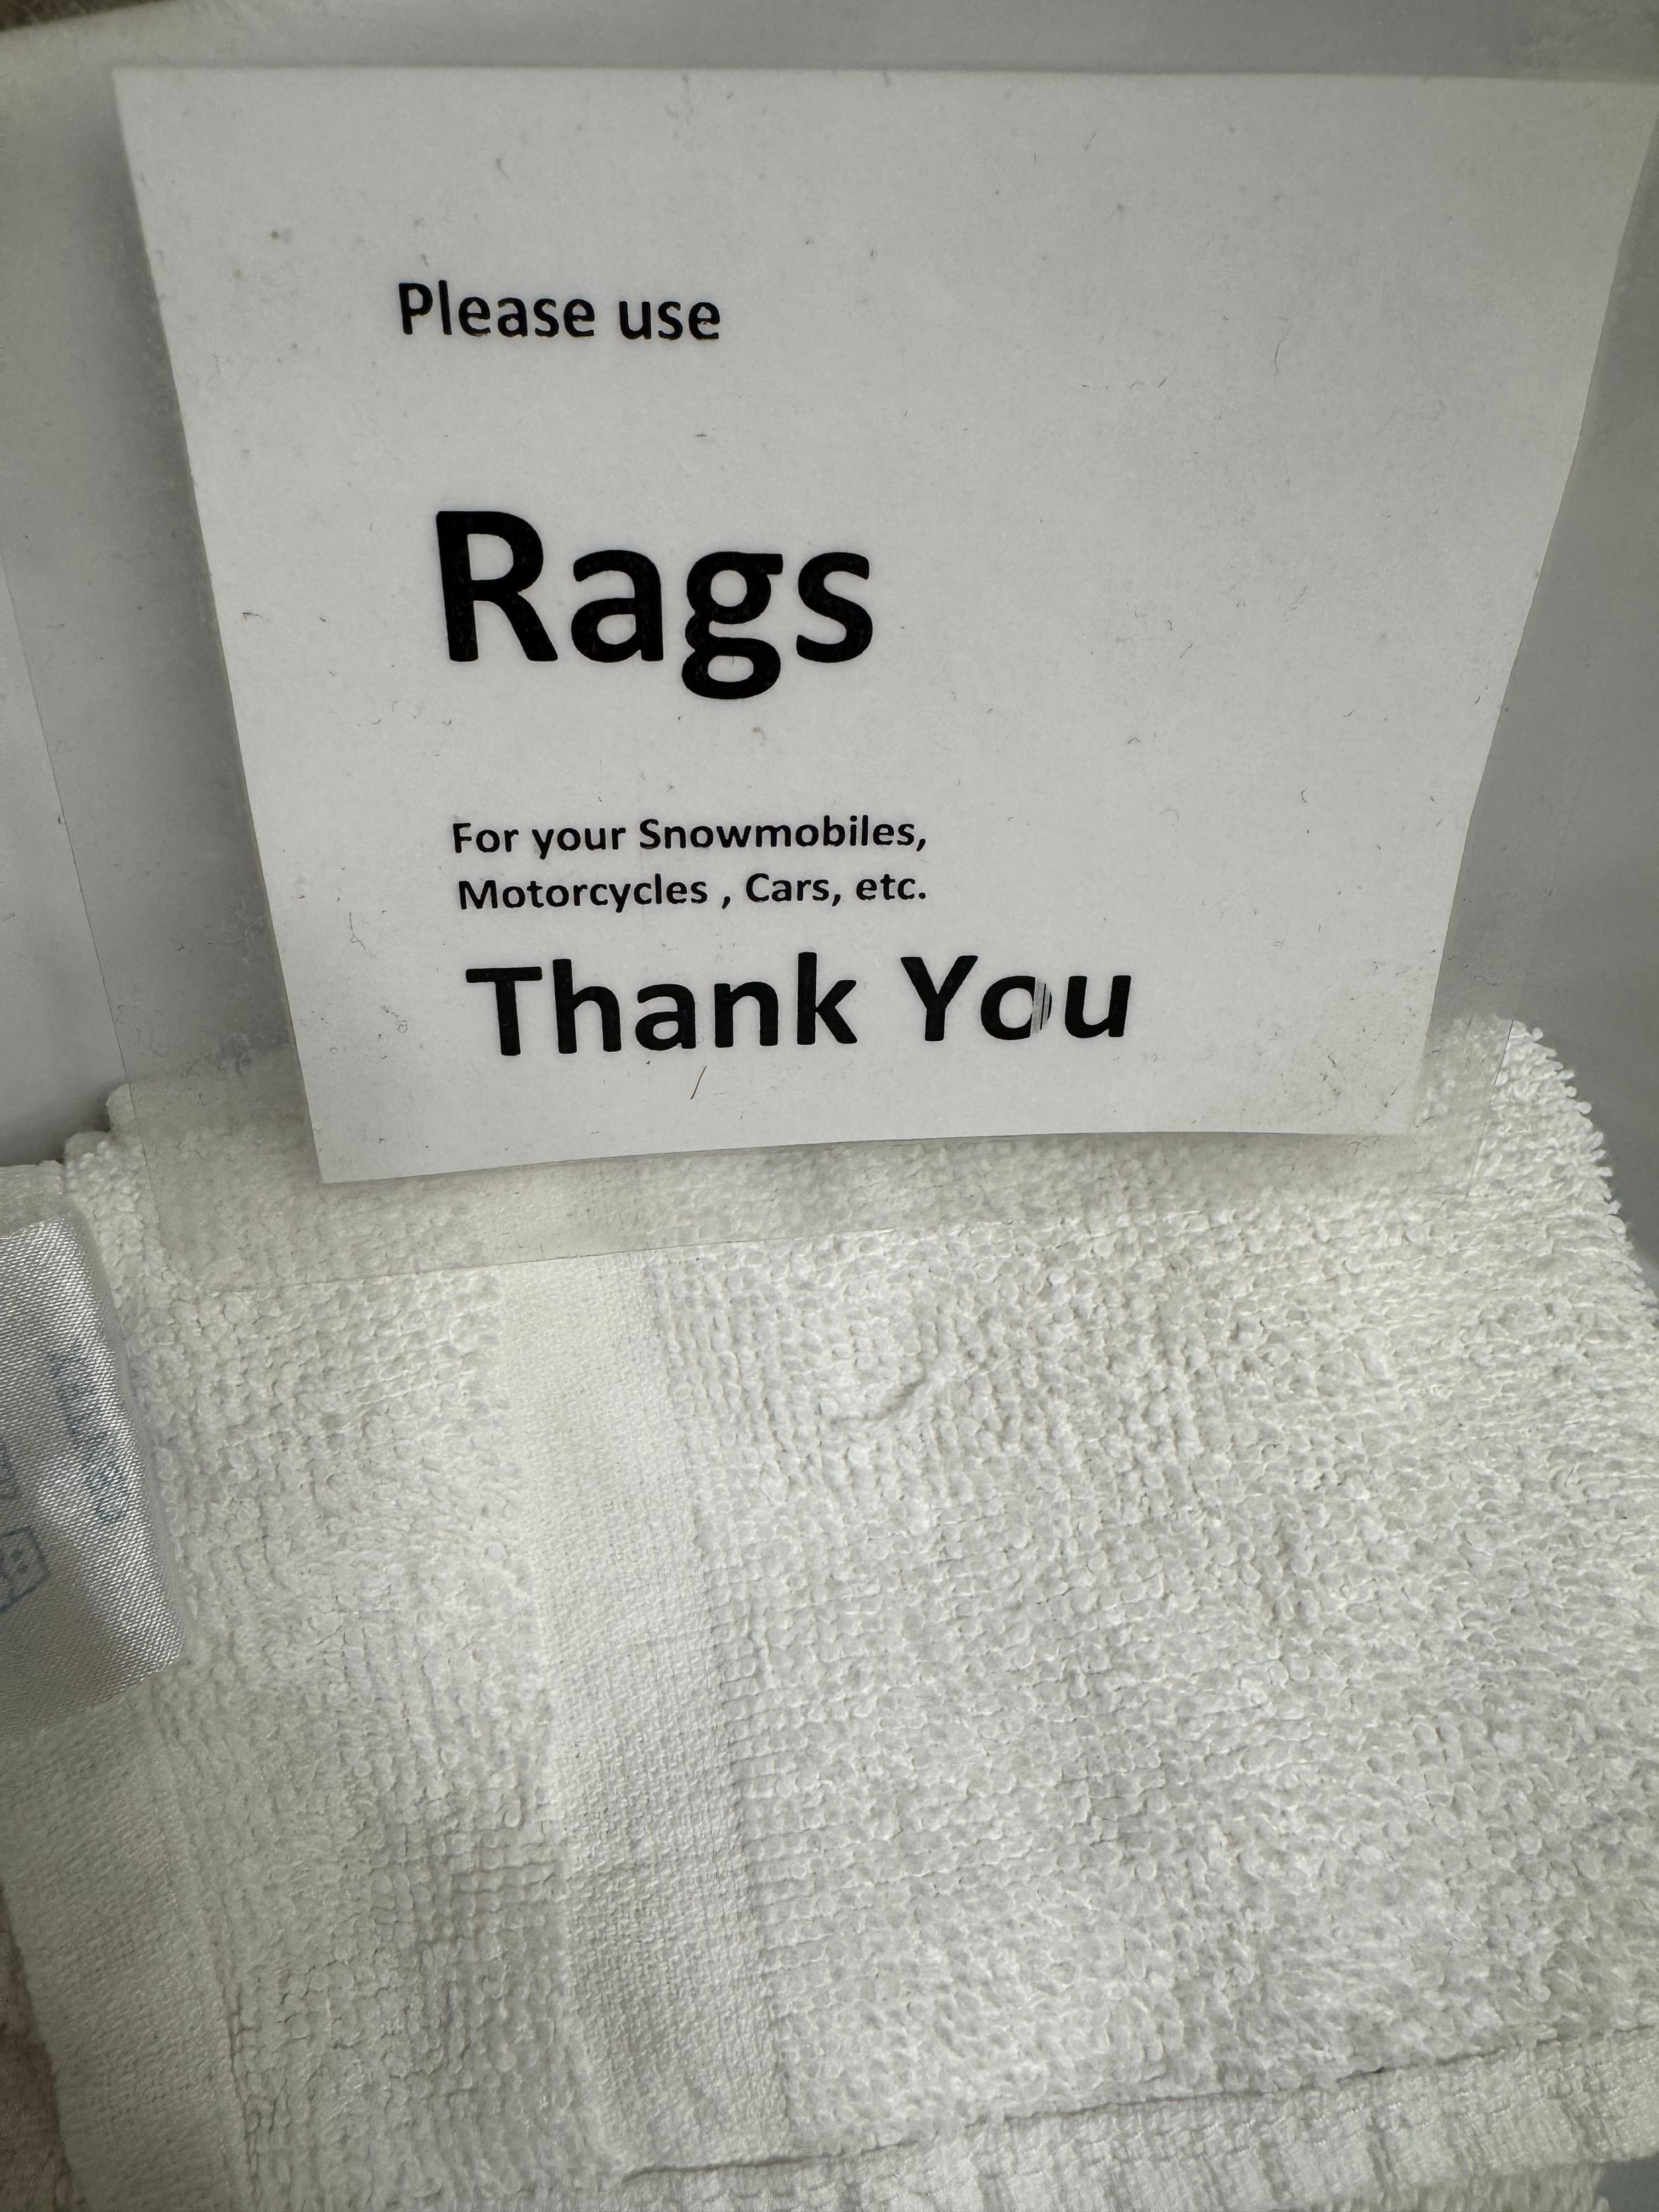 Please use
Rags
For your Snowmobiles,
Motorcycles , Cars, etc.
Thank You